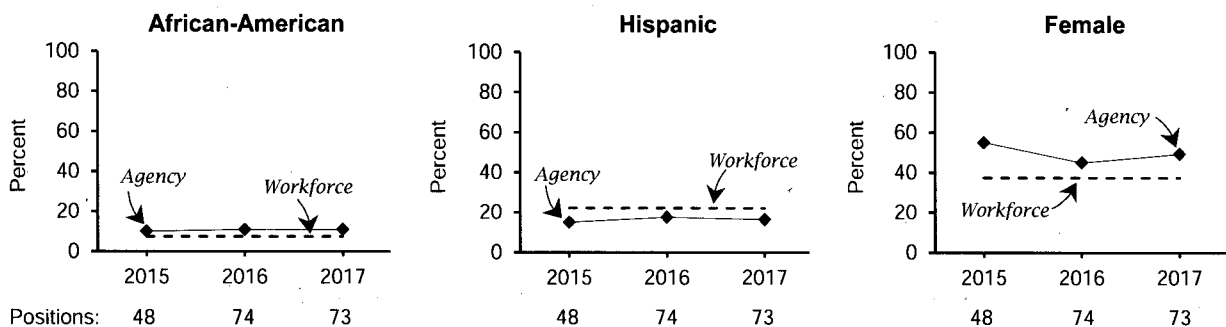 African-American
Hispanic
Female
100
80
60
40
20
0
Percent
Agency
Workforce
2015 2016 2017
100
80
60
40
20
0
Percent
Agency
Workforce
2015 2016 2017
100
80
60
40
20
0
Percent
Agency
Workforce
2015 2016 2017
Positions: 48 74 73
48 74 73
48 74 73